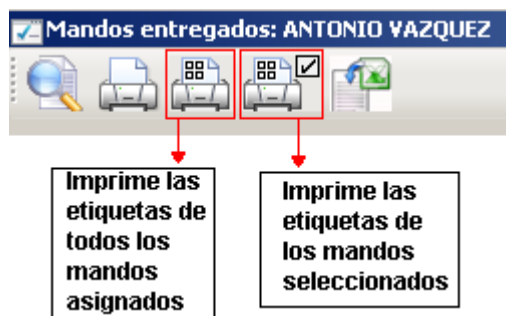 Mandos entregados: ANTONIO VAZQUEZ
Imprime las
etiquetas de
todos los
mandos
asignados
Imprime las
etiquetas de
los mandos
seleccionados